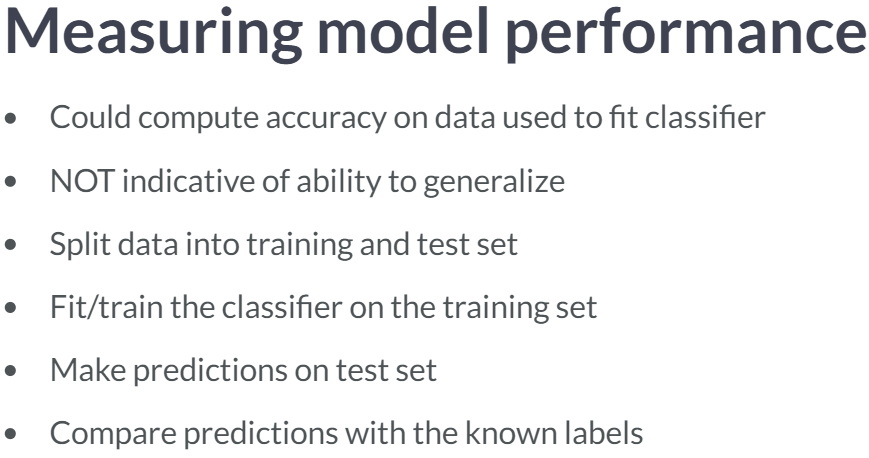 Measuring model performance
• Could compute accuracy on data used to fit classifier
• NOT indicative of ability to generalize
• Split data into training and test set
• Fit/train the classifier on the training set
• Make predictions on test set
• Compare predictions with the known labels